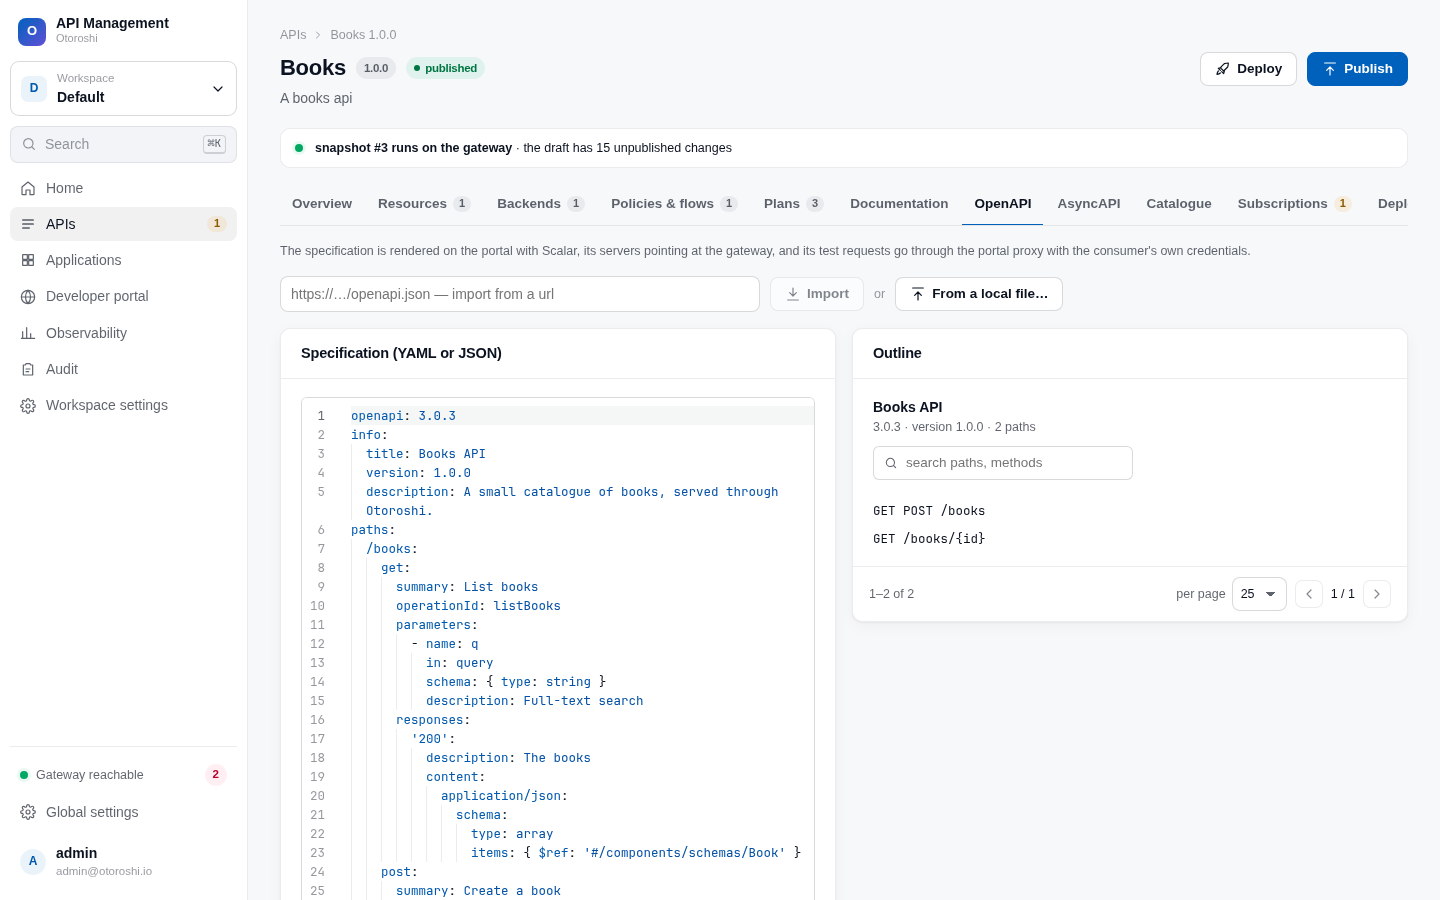 O
API Management
Otoroshi
D
Workspace
Default
Search
⌘K
Home
APIs 1
Applications
Developer portal
Observability
Audit
Workspace settings
Gateway reachable 2
Global settings
A
admin
admin@otoroshi.io
APIs > Books 1.0.0
Books 1.0.0 published
A books api
Deploy
Publish
snapshot #3 runs on the gateway · the draft has 15 unpublished changes
Overview Resources 1 Backends 1 Policies & flows 1 Plans 3 Documentation OpenAPI AsyncAPI Catalogue Subscriptions 1 Depl
The specification is rendered on the portal with Scalar, its servers pointing at the gateway, and its test requests go through the portal proxy with the consumer's own credentials.
https://…/openapi.json — import from a url
Import
or
From a local file…
Specification (YAML or JSON)
1 openapi: 3.0.3
2 info:
3 title: Books API
4 version: 1.0.0
5 description: A small catalogue of books, served through
Otoroshi.
6 paths:
7 /books:
8 get:
9 summary: List books
10 operationId: listBooks
11 parameters:
12 - name: q
13 in: query
14 schema: { type: string }
15 description: Full-text search
16 responses:
17 '200':
18 description: The books
19 content:
20 application/json:
21 schema:
22 type: array
23 items: { $ref: '#/components/schemas/Book' }
24 post:
25 summary: Create a book
Outline
Books API
3.0.3 · version 1.0.0 · 2 paths
search paths, methods
GET POST /books
GET /books/{id}
1–2 of 2
per page 25
1 / 1